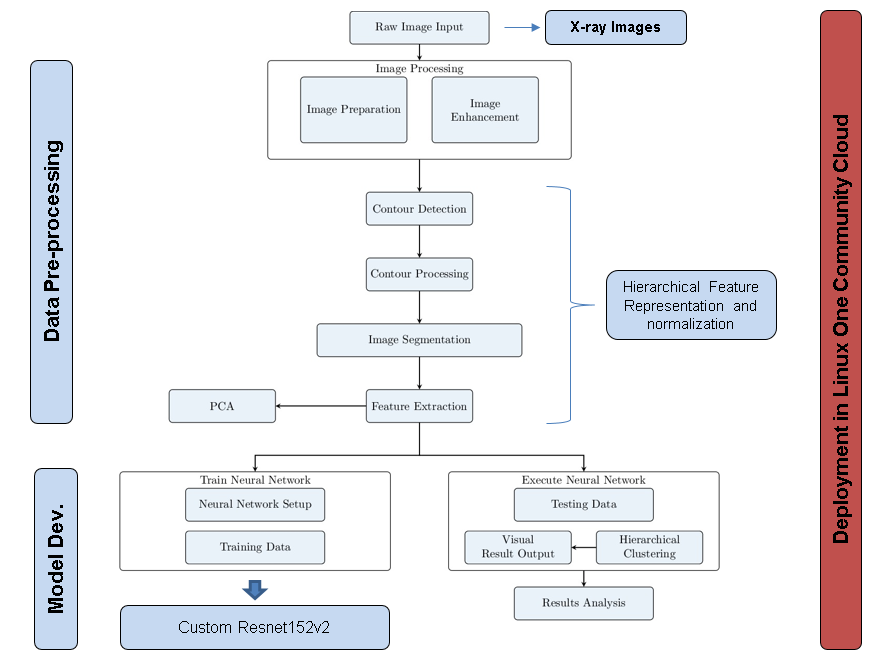 Raw Image Input
X-ray Images
Image Processing
Image Preparation
Image
Enhancement
Data Pre-processing
Contour Detection
Contour Processing
Image Segmentation
Feature Extraction
PCA
Hierarchical Feature
Representation and
normalization
Deployment in Linux One Community Cloud
Model Dev.
Train Neural Network
Neural Network Setup
Training Data
Custom Resnet152v2
Execute Neural Network
Testing Data
Visual
Result Output
Hierarchical
Clustering
Results Analysis